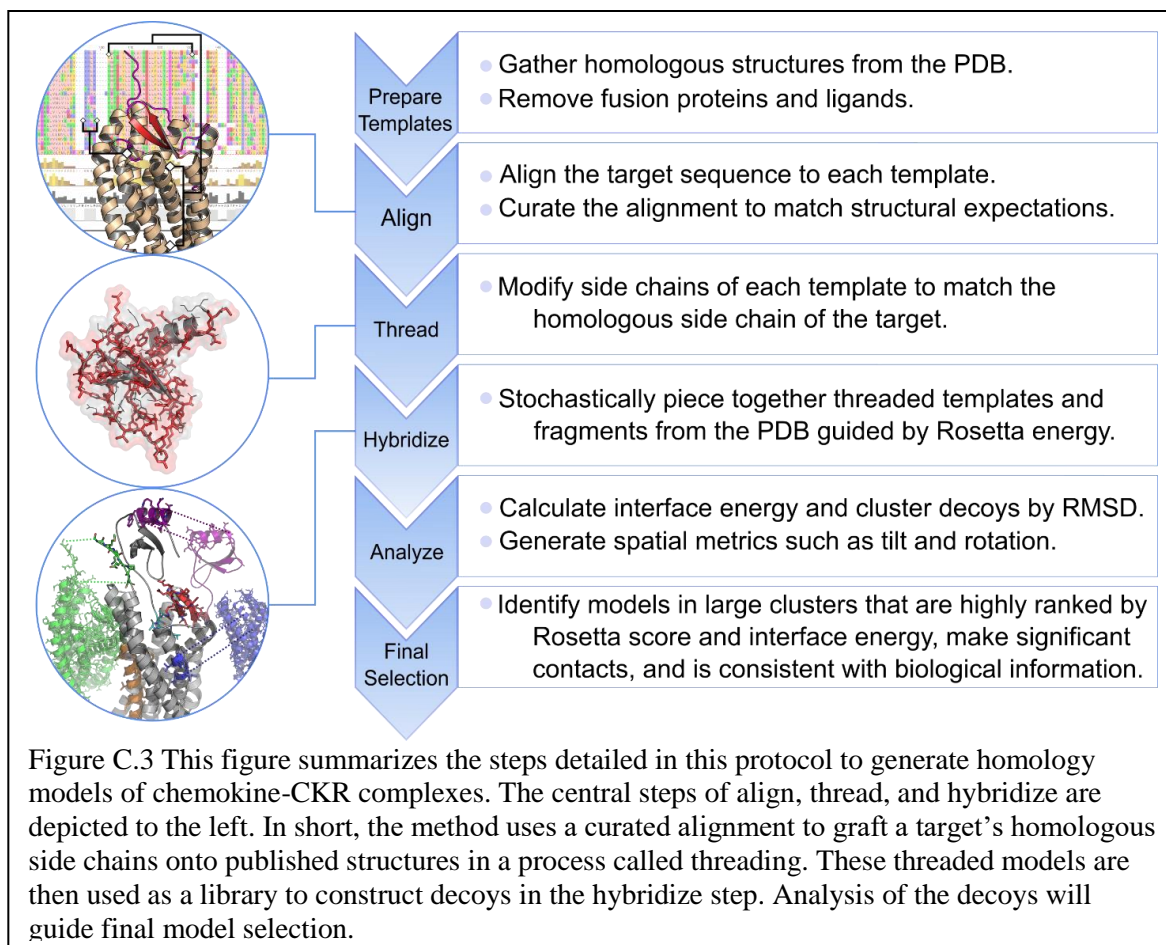 Prepare
Templates
Gather homologous structures from the PDB.
Remove fusion proteins and ligands.
Align
Align the target sequence to each template.
Curate the alignment to match structural expectations.
Thread
Modify side chains of each template to match the
homologous side chain of the target.
Hybridize
Stochastically piece together threaded templates and
fragments from the PDB guided by Rosetta energy.
Analyze
Calculate interface energy and cluster decoys by RMSD.
Generate spatial metrics such as tilt and rotation.
Final
Selection
Identify models in large clusters that are highly ranked by
Rosetta score and interface energy, make significant
contacts, and is consistent with biological information.
Figure C.3 This figure summarizes the steps detailed in this protocol to generate homology
models of chemokine-CKR complexes. The central steps of align, thread, and hybridize are
depicted to the left. In short, the method uses a curated alignment to graft a target’s homologous
side chains onto published structures in a process called threading. These threaded models are
then used as a library to construct decoys in the hybridize step. Analysis of the decoys will
guide final model selection.